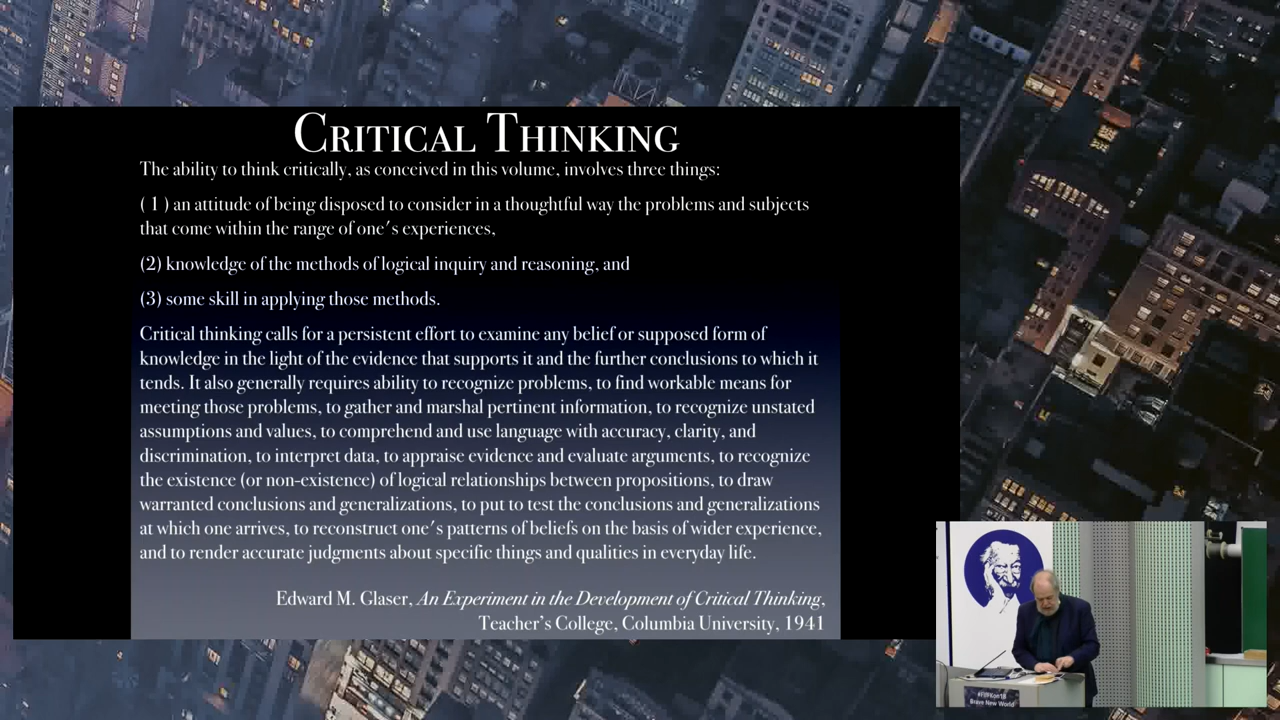 CRITICAL THINKING
The ability to think critically, as conceived in this volume, involves three things:
( 1 ) an attitude of being disposed to consider in a thoughtful way the problems and subjects
that come within the range of one's experiences,
(2) knowledge of the methods of logical inquiry and reasoning, and
(3) some skill in applying those methods.
Critical thinking calls for a persistent effort to examine any belief or supposed form of
knowledge in the light of the evidence that supports it and the further conclusions to which it
tends. It also generally requires ability to recognize problems, to find workable means for
meeting those problems, to gather and marshal pertinent information, to recognize unstated
assumptions and values, to comprehend and use language with accuracy, clarity, and
discrimination, to interpret data, to appraise evidence and evaluate arguments, to recognize
the existence (or non-existence) of logical relationships between propositions, to draw
warranted conclusions and generalizations, to put to test the conclusions and generalizations
at which one arrives, to reconstruct one's patterns of beliefs on the basis of wider experience,
and to render accurate judgments about specific things and qualities in everyday life.
Edward M. Glaser, An Experiment in the Development of Critical Thinking,
Teacher's College, Columbia University, 1941
#FIfFKon18
Brave New World